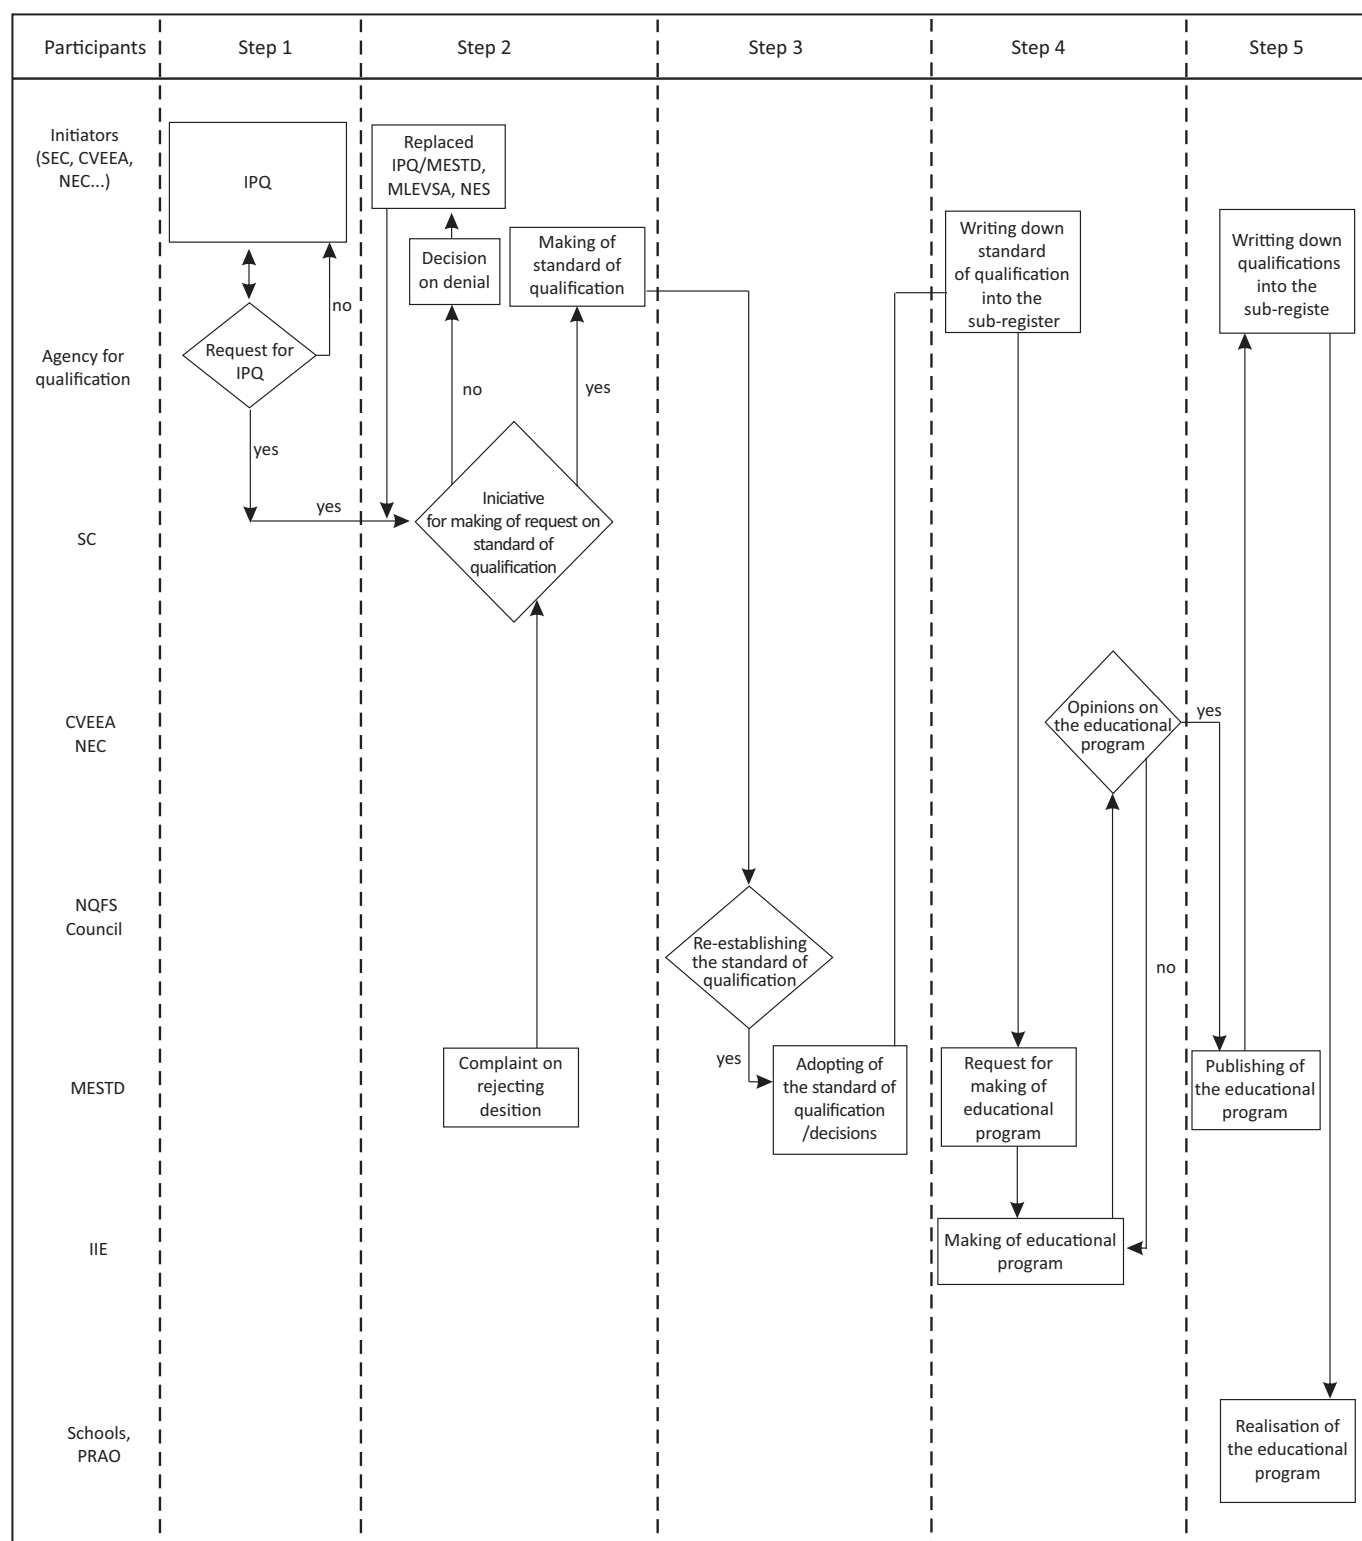 Participants
Step 1
Step 2
Step 3
Step 4
Step 5
Initiators
(SEC, CVEEA,
NEC...)
IPQ
Replaced
IPQ/MESTD,
MLEVSA, NES
Decision
on denial
Making of
standard of
qualification
Writing down
standard
of qualification
into the
sub-register
Writting down
qualifications
into the
sub-registe
no
Agency for
qualification
Request for
IPQ
no
yes
yes
yes
SC
Iniciative
for making of request on
standard of
qualification
CVEEA
NEC
Opinions on
the educational
program
yes
NQFS
Council
Re-establishing
the standard of
qualification
no
yes
MESTD
Complaint on
rejecting
desition
Adopting of
the standard of
qualification
/decisions
Request for
making of
educational
program
Publishing of
the educational
program
IIE
Making of educational
program
Schools,
PRAO
Realisation of
the educational
program